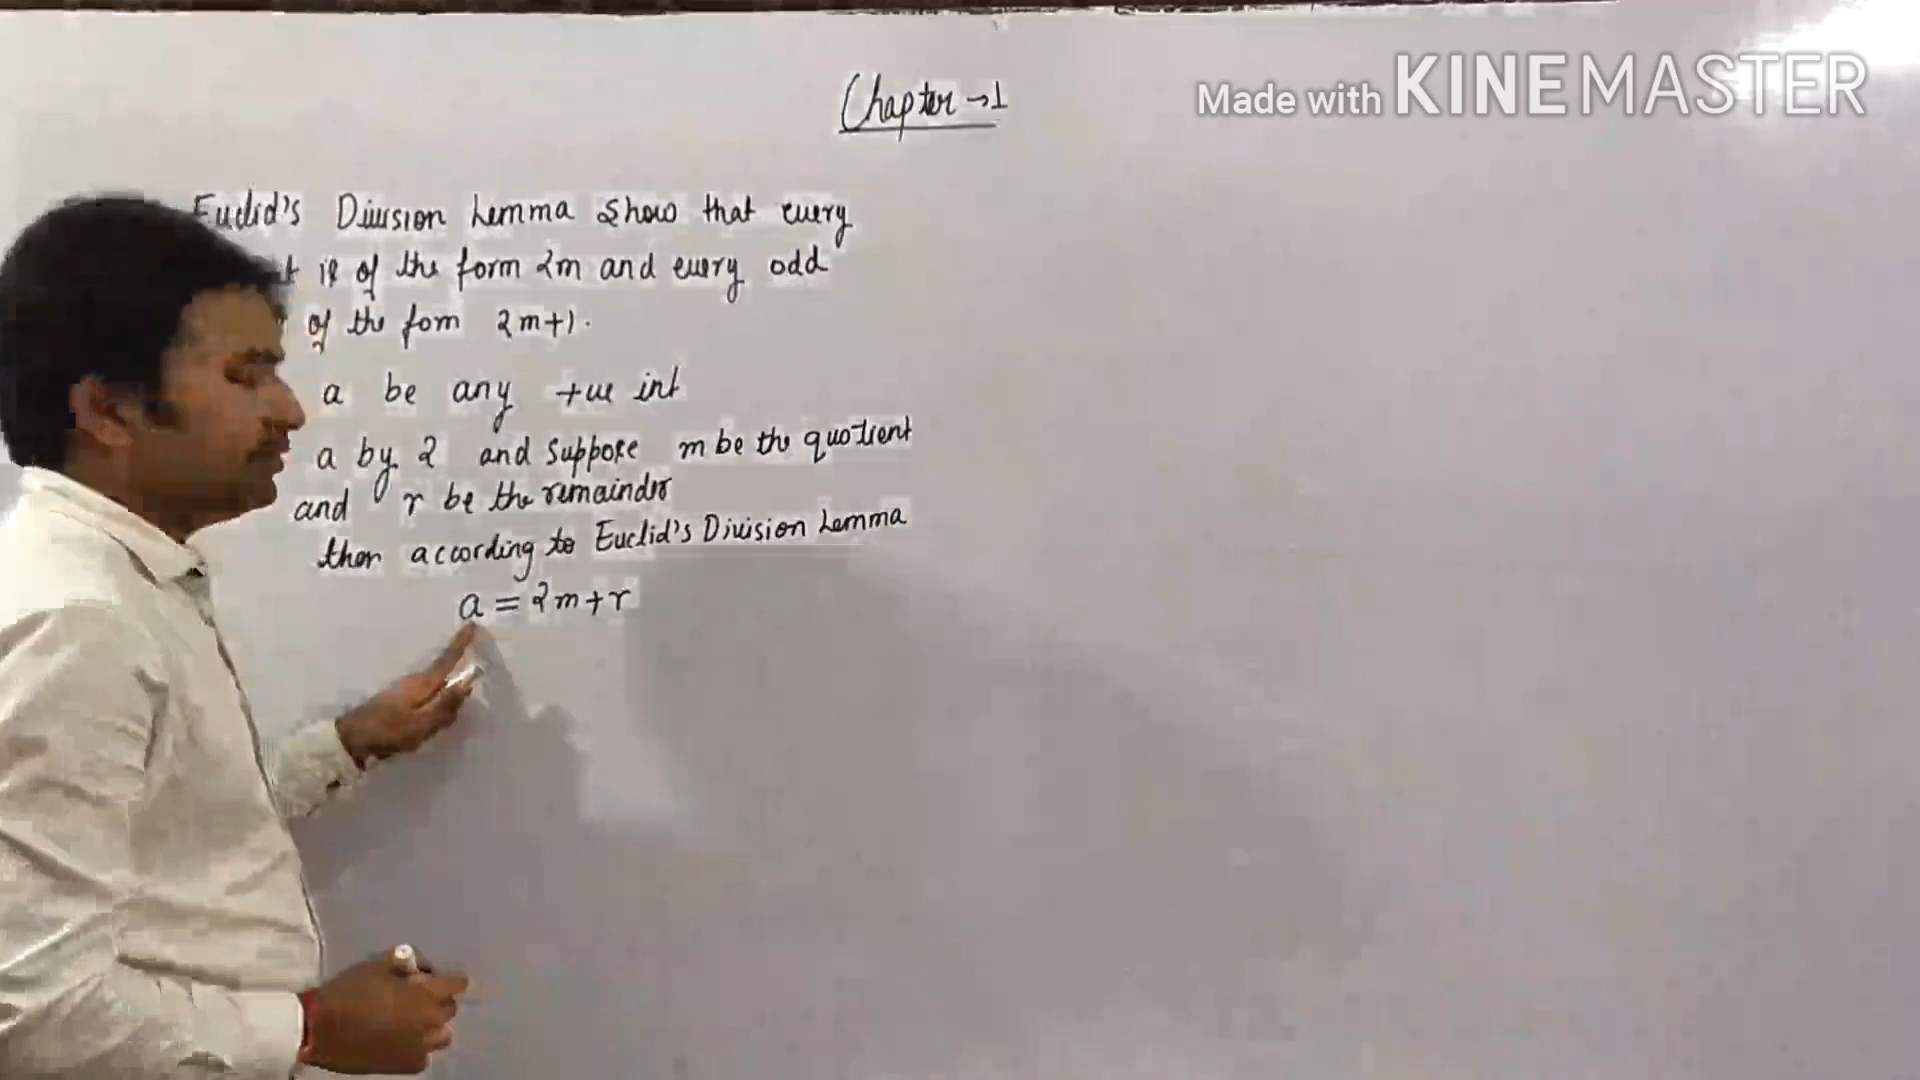 Chapter → 1
Made with KINEMASTER
Euclid's Division Lemma show that every
is of the form 2m and every odd
of the fom 2m+1.
a be any +ve int
a by 2 and suppose m be the quotient
and r be the remainder
then according to Euclid's Division Lemma
a = 2m+r